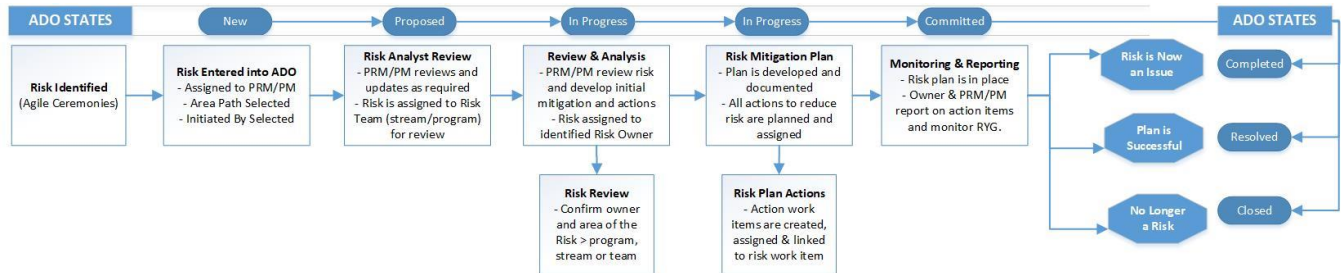 ADO STATES
New
Proposed
In Progress
In Progress
Committed
ADO STATES
Risk Identified
(Agile Ceremonies)
Risk Entered into ADO
- Assigned to PRM/PM
- Area Path Selected
- Initiated By Selected
Risk Analyst Review
- PRM/PM reviews and
updates as required
- Risk is assigned to Risk
Team (stream/program)
for review
Review & Analysis
- PRM/PM review risk
and develop initial
mitigation and actions
- Risk assigned to
identified Risk Owner
Risk Mitigation Plan
- Plan is developed and
documented
- All actions to reduce
risk are planned and
assigned
Monitoring & Reporting
- Risk plan is in place
- Owner & PRM/PM
report on action items
and monitor RYG.
Risk is Now
an Issue
Completed
Plan is
Successful
Resolved
No Longer
a Risk
Closed
Risk Review
- Confirm owner
and area of the
Risk > program,
stream or team
Risk Plan Actions
- Action work
items are created,
assigned & linked
to risk work item